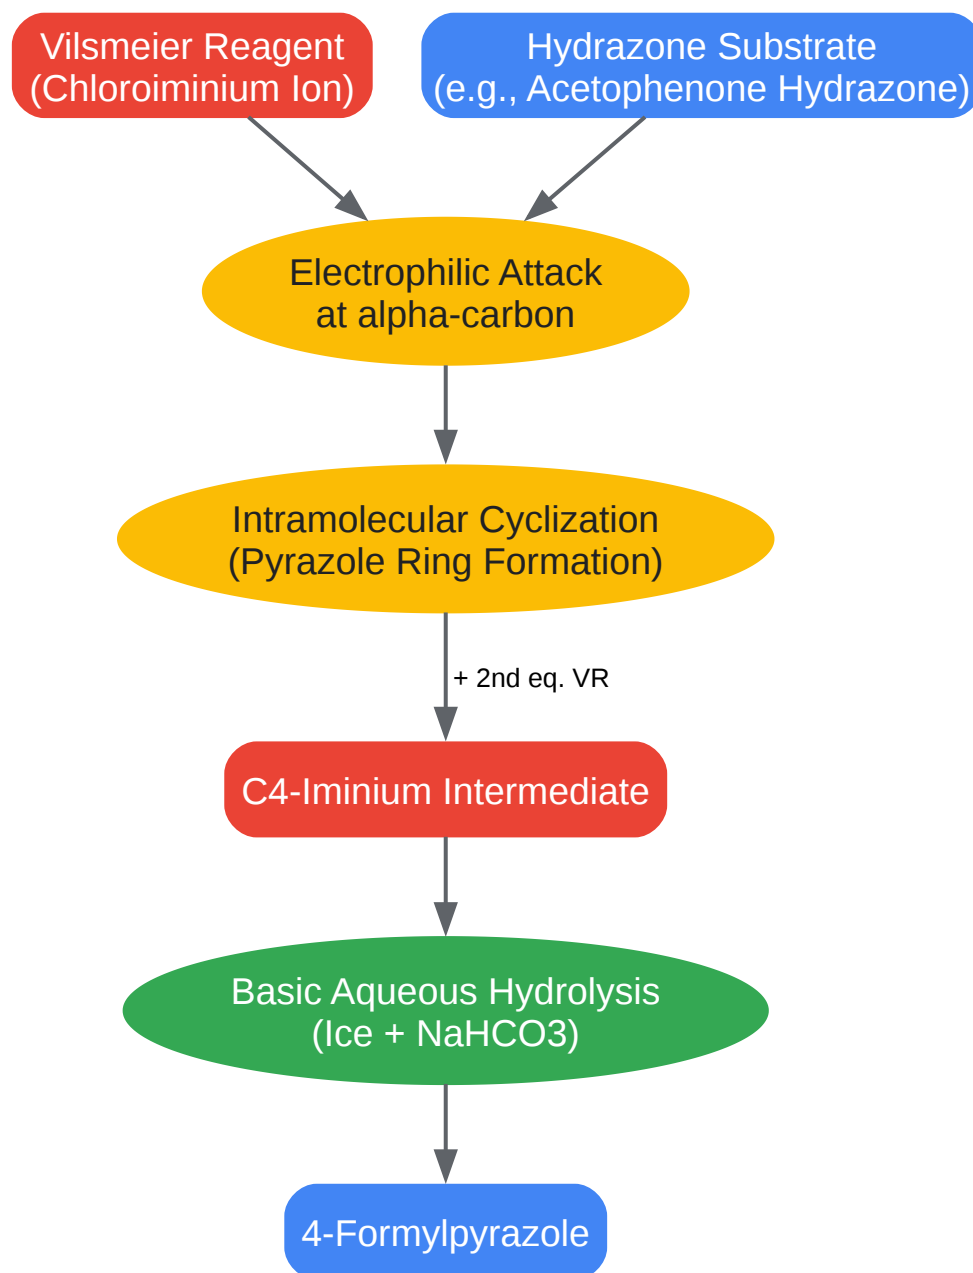 Vilsmeier Reagent
(Chloroiminium Ion)
Hydrazone Substrate
(e.g., Acetophenone Hydrazone)
Electrophilic Attack
at alpha-carbon
Intramolecular Cyclization
(Pyrazole Ring Formation)
+ 2nd eq. VR
C4-Iminium Intermediate
Basic Aqueous Hydrolysis
(Ice + NaHCO3)
4-Formylpyrazole